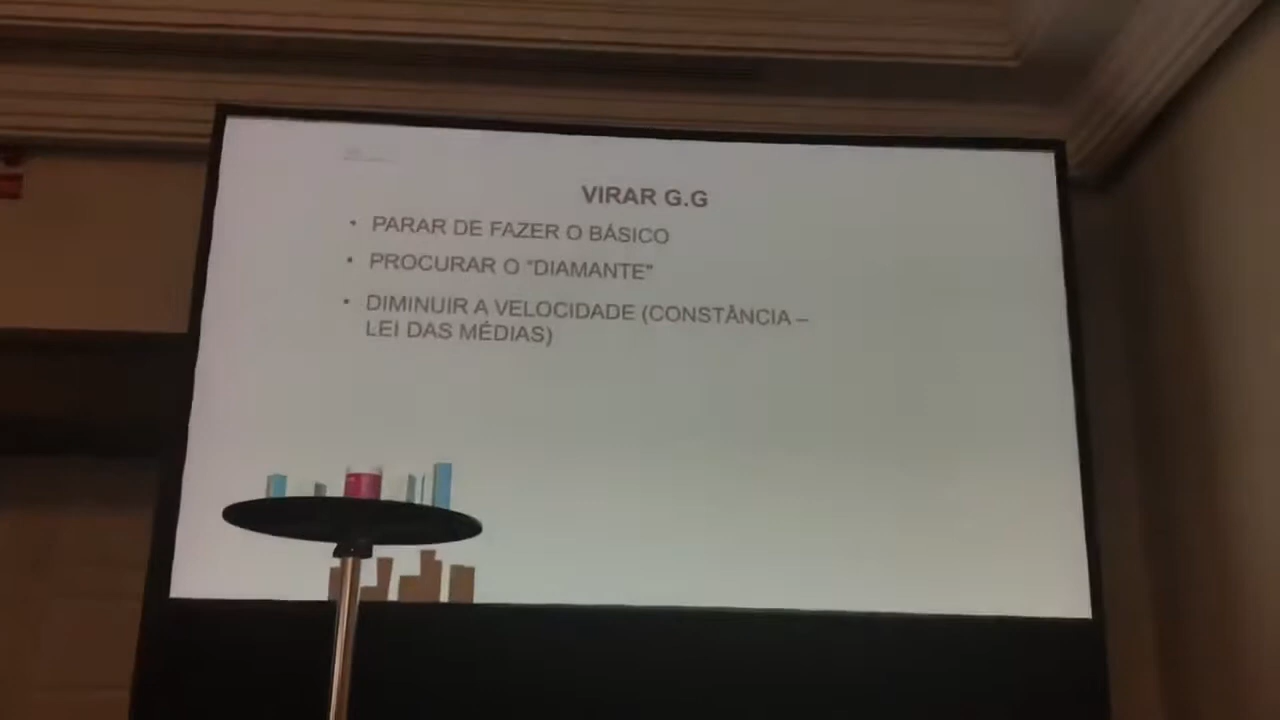 VIRAR G.G
• PARAR DE FAZER O BÁSICO
• PROCURAR O "DIAMANTE"
• DIMINUIR A VELOCIDADE (CONSTÂNCIA –
LEI DAS MÉDIAS)